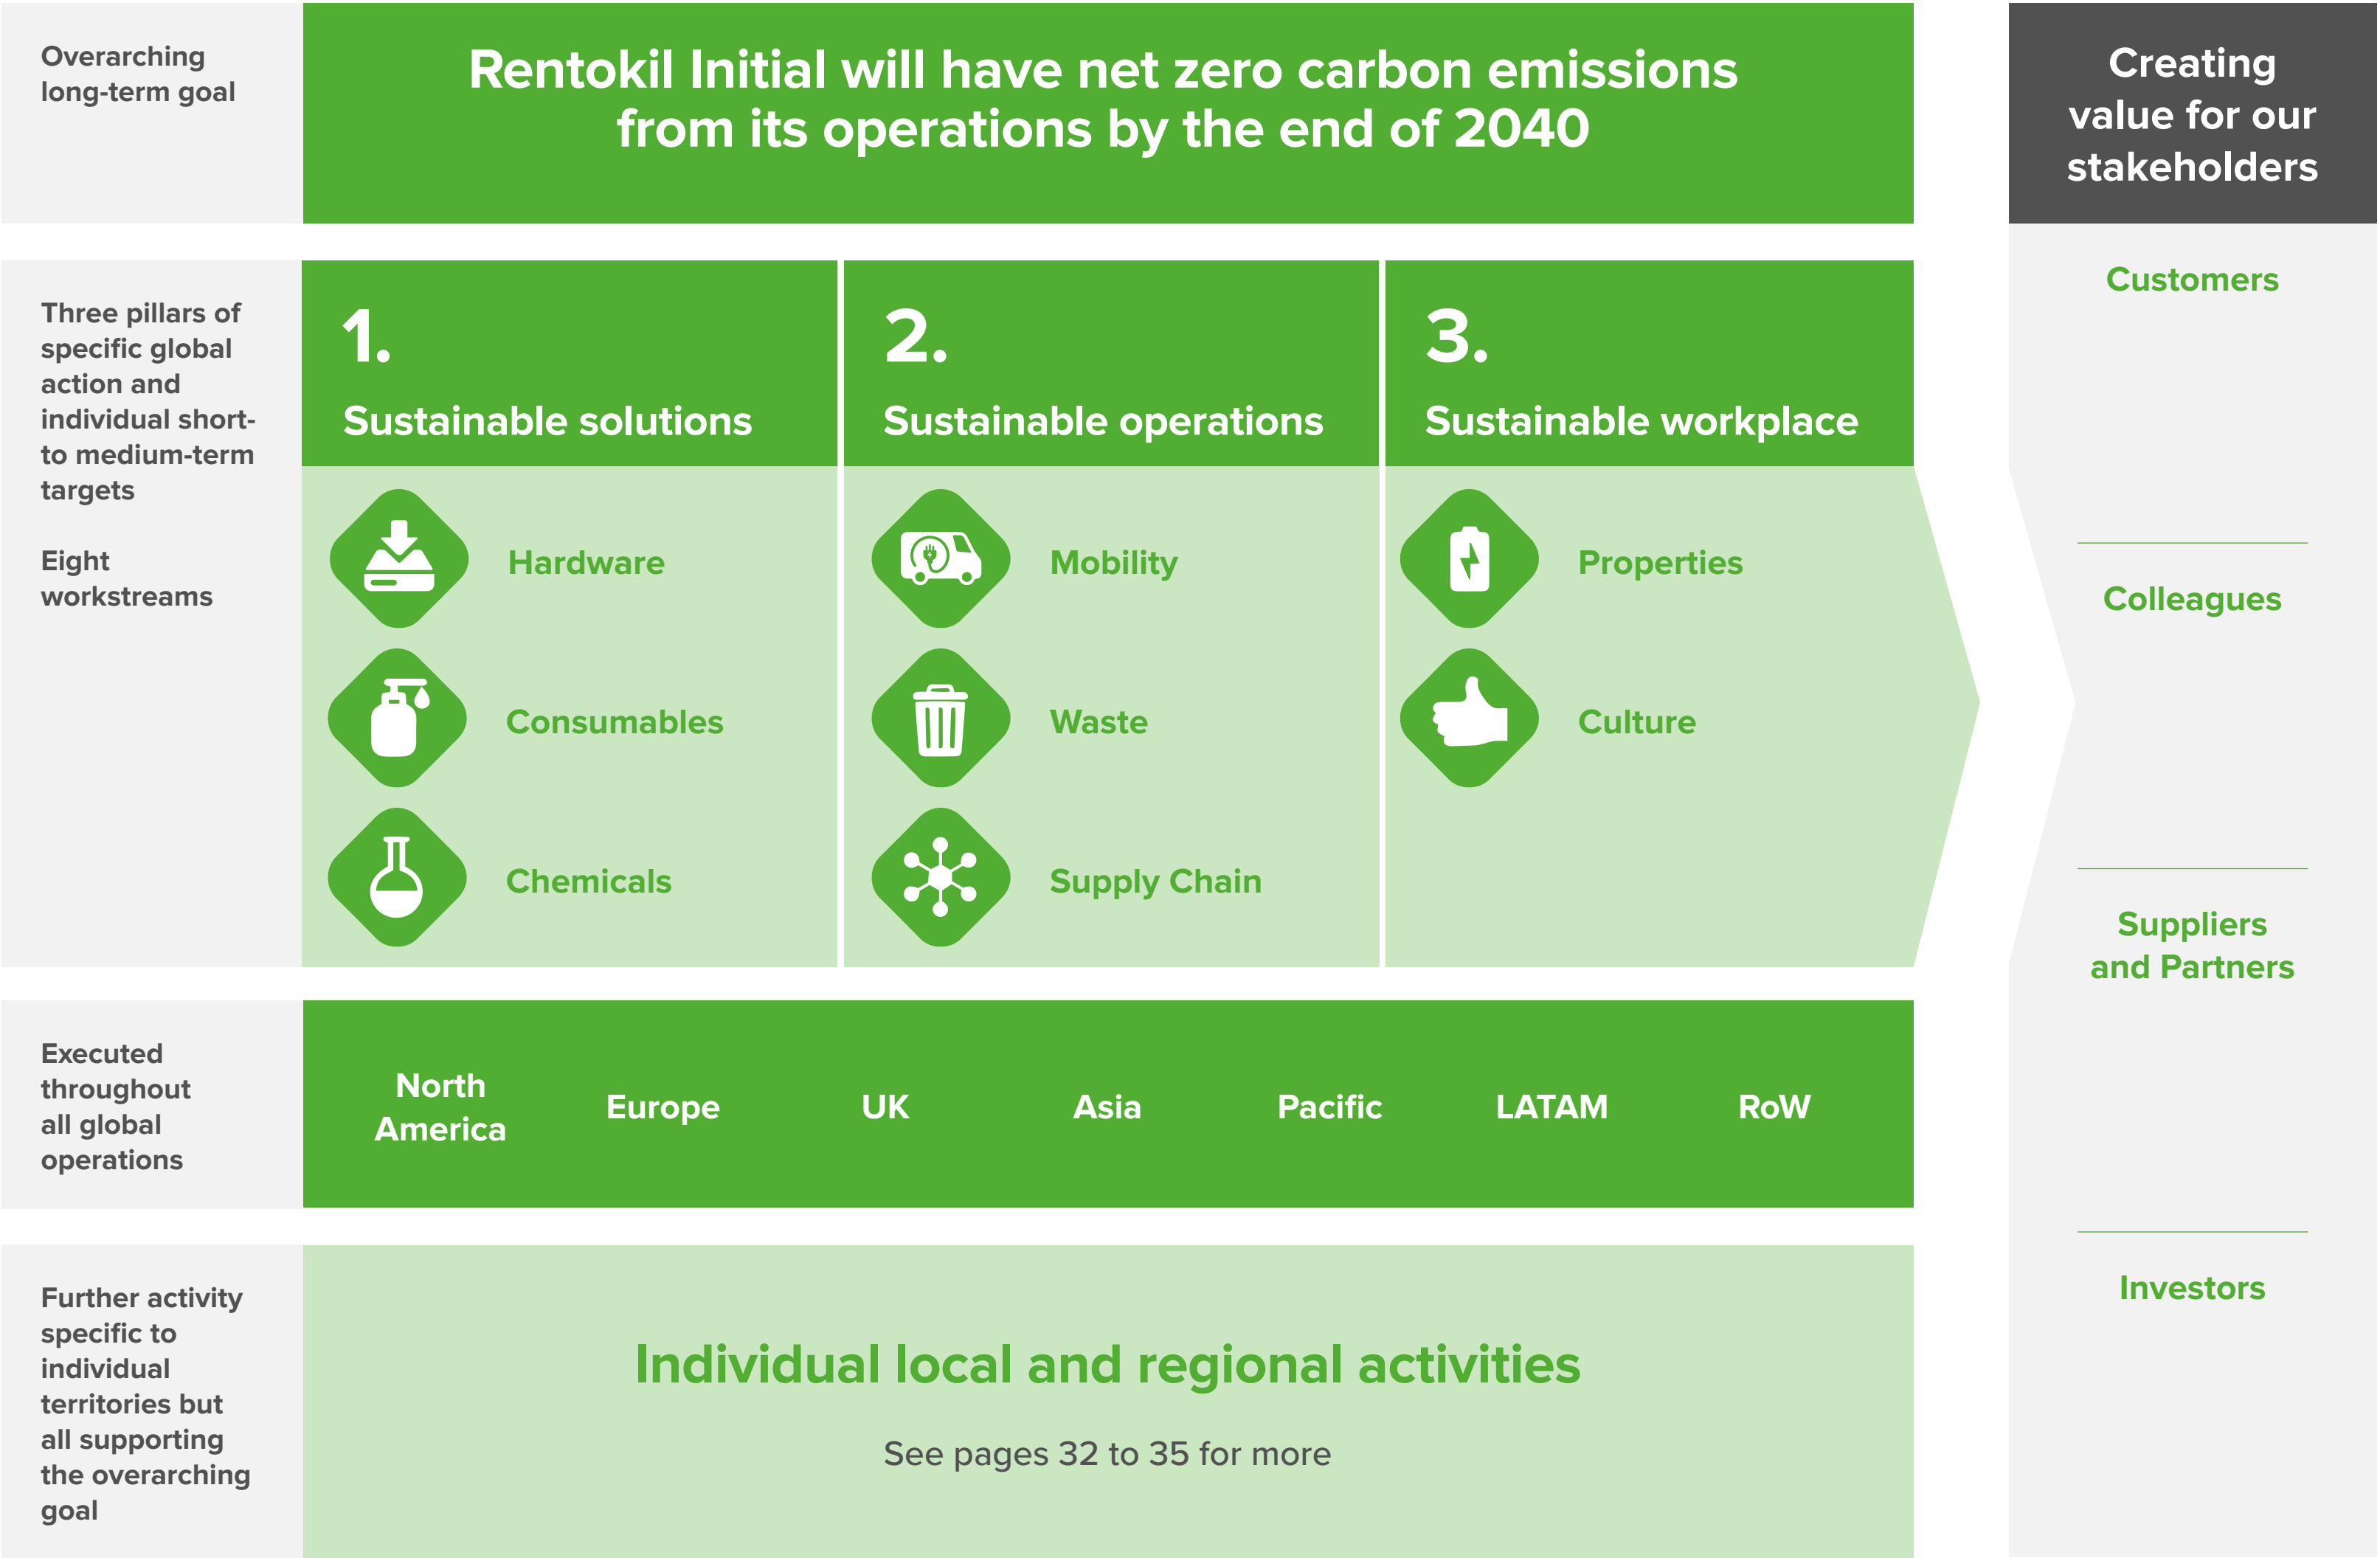 Overarching
long-term goal
Rentokil Initial will have net zero carbon emissions
from its operations by the end of 2040
Three pillars of
specific global
action and
individual short-
to medium-term
targets
Eight
workstreams
1.
Sustainable solutions
Hardware
Consumables
Chemicals
2.
Sustainable operations
Mobility
Waste
Supply Chain
3.
Sustainable workplace
Properties
Culture
Executed
throughout
all global
operations
North
America
Europe
UK
Asia
Pacific
LATAM
RoW
Further activity
specific to
individual
territories but
all supporting
the overarching
goal
Individual local and regional activities
See pages 32 to 35 for more
Creating
value for our
stakeholders
Customers
Colleagues
Suppliers
and Partners
Investors